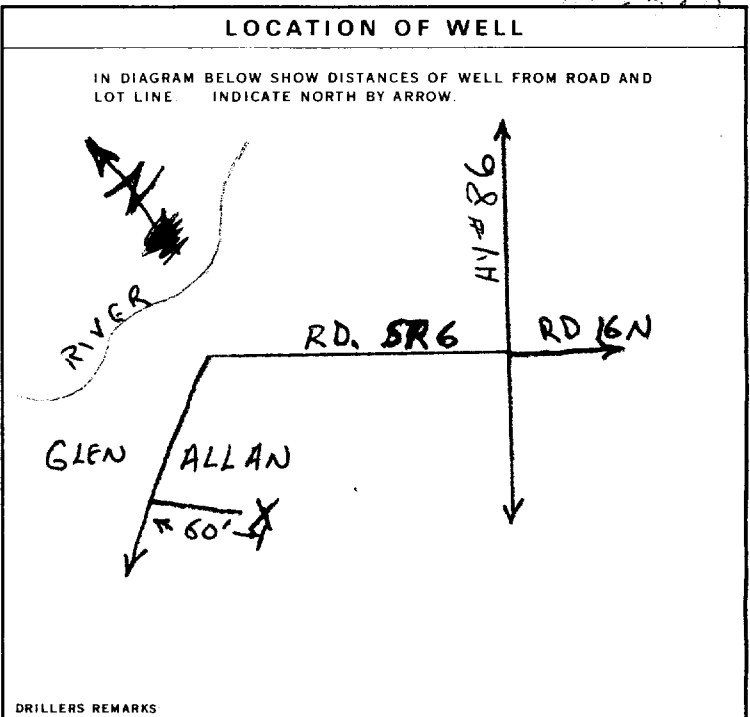 LOCATION OF WELL
IN DIAGRAM BELOW SHOW DISTANCES OF WELL FROM ROAD AND
LOT LINE. INDICATE NORTH BY ARROW.
N
HY # 86
RIVER
RD. SR6
RD 16N
GLEN ALLAN
60'
X
DRILLERS REMARKS